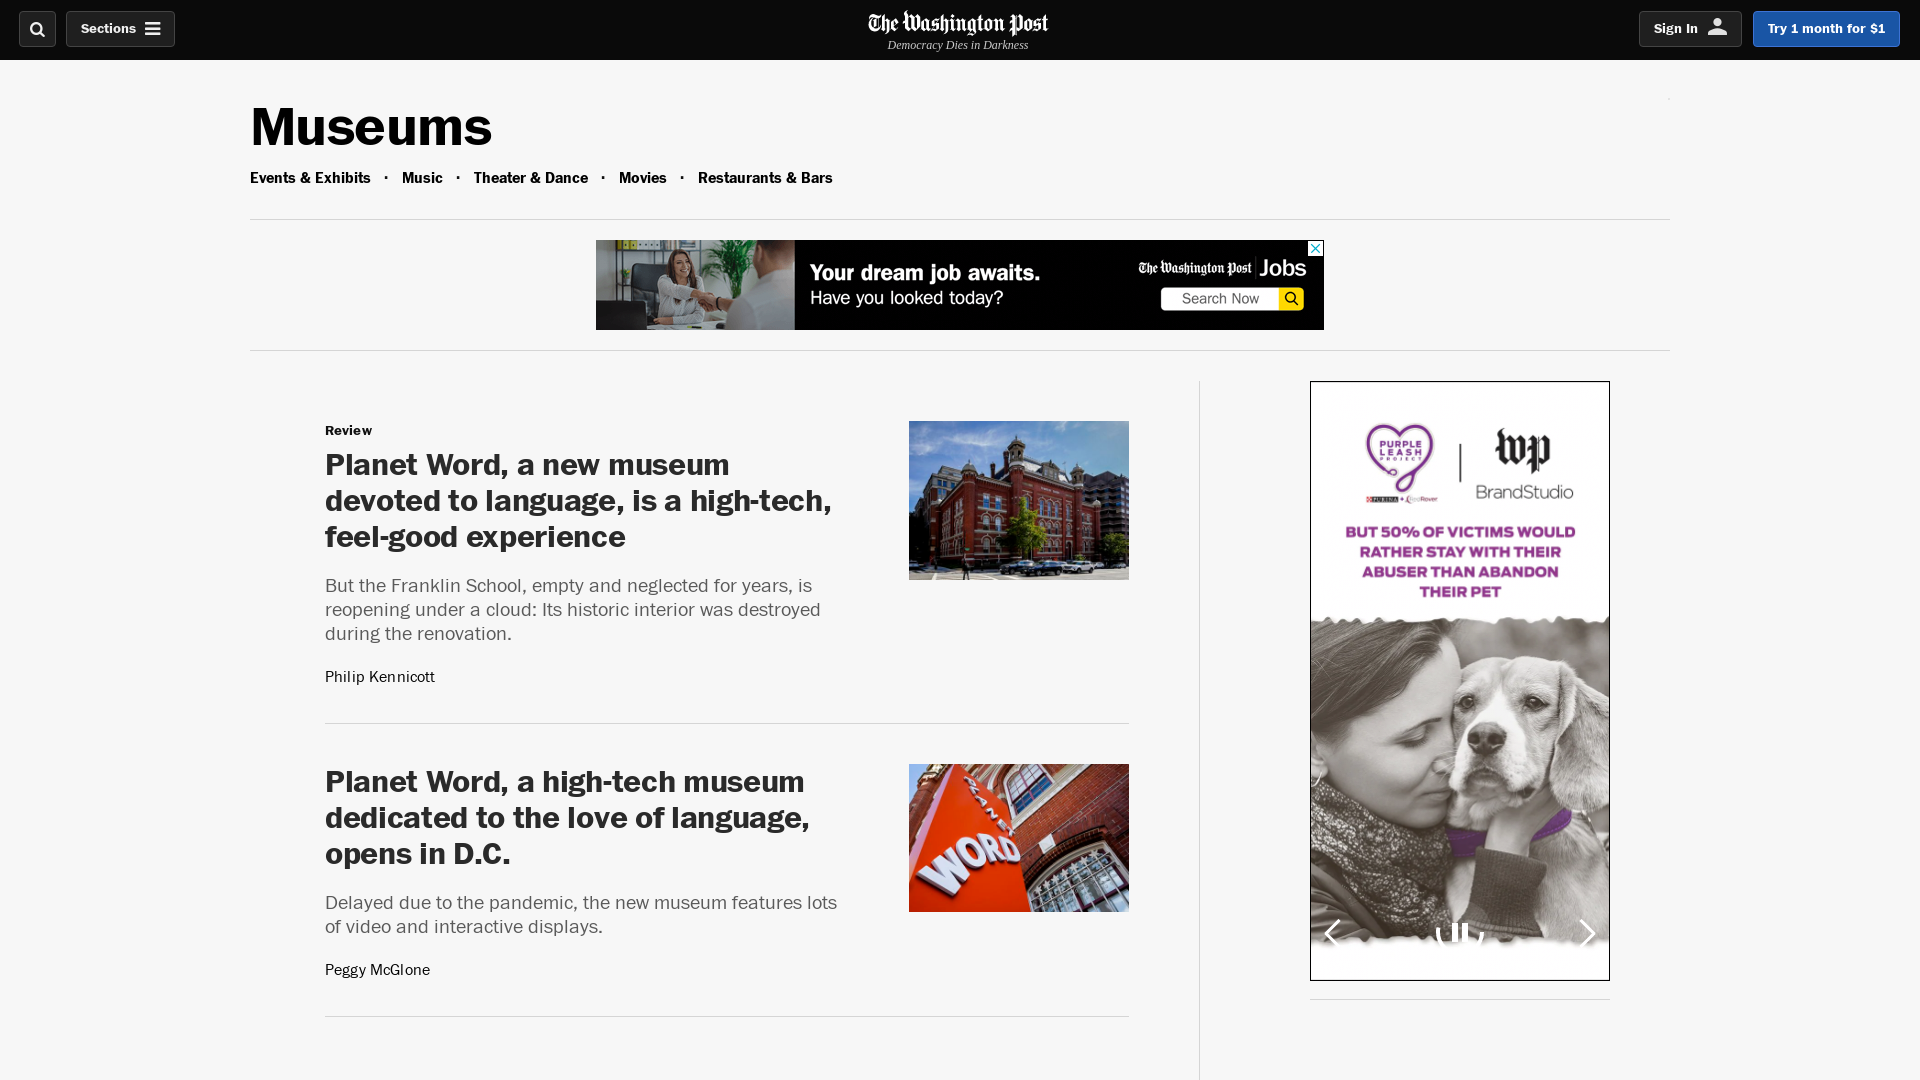 Sections
The Washington Post
Democracy Dies in Darkness
Sign In
Try 1 month for $1
Museums
Events & Exhibits · Music · Theater & Dance · Movies · Restaurants & Bars
Your dream job awaits.
Have you looked today?
The Washington Post Jobs
Search Now
Review
Planet Word, a new museum
devoted to language, is a high-tech,
feel-good experience
But the Franklin School, empty and neglected for years, is
reopening under a cloud: Its historic interior was destroyed
during the renovation.
Philip Kennicott
Planet Word, a high-tech museum
dedicated to the love of language,
opens in D.C.
Delayed due to the pandemic, the new museum features lots
of video and interactive displays.
Peggy McGlone
PLANET
WORD
PURPLE
LEASH
PROJECT
PURINA + RedRover
wp
BrandStudio
BUT 50% OF VICTIMS WOULD
RATHER STAY WITH THEIR
ABUSER THAN ABANDON
THEIR PET